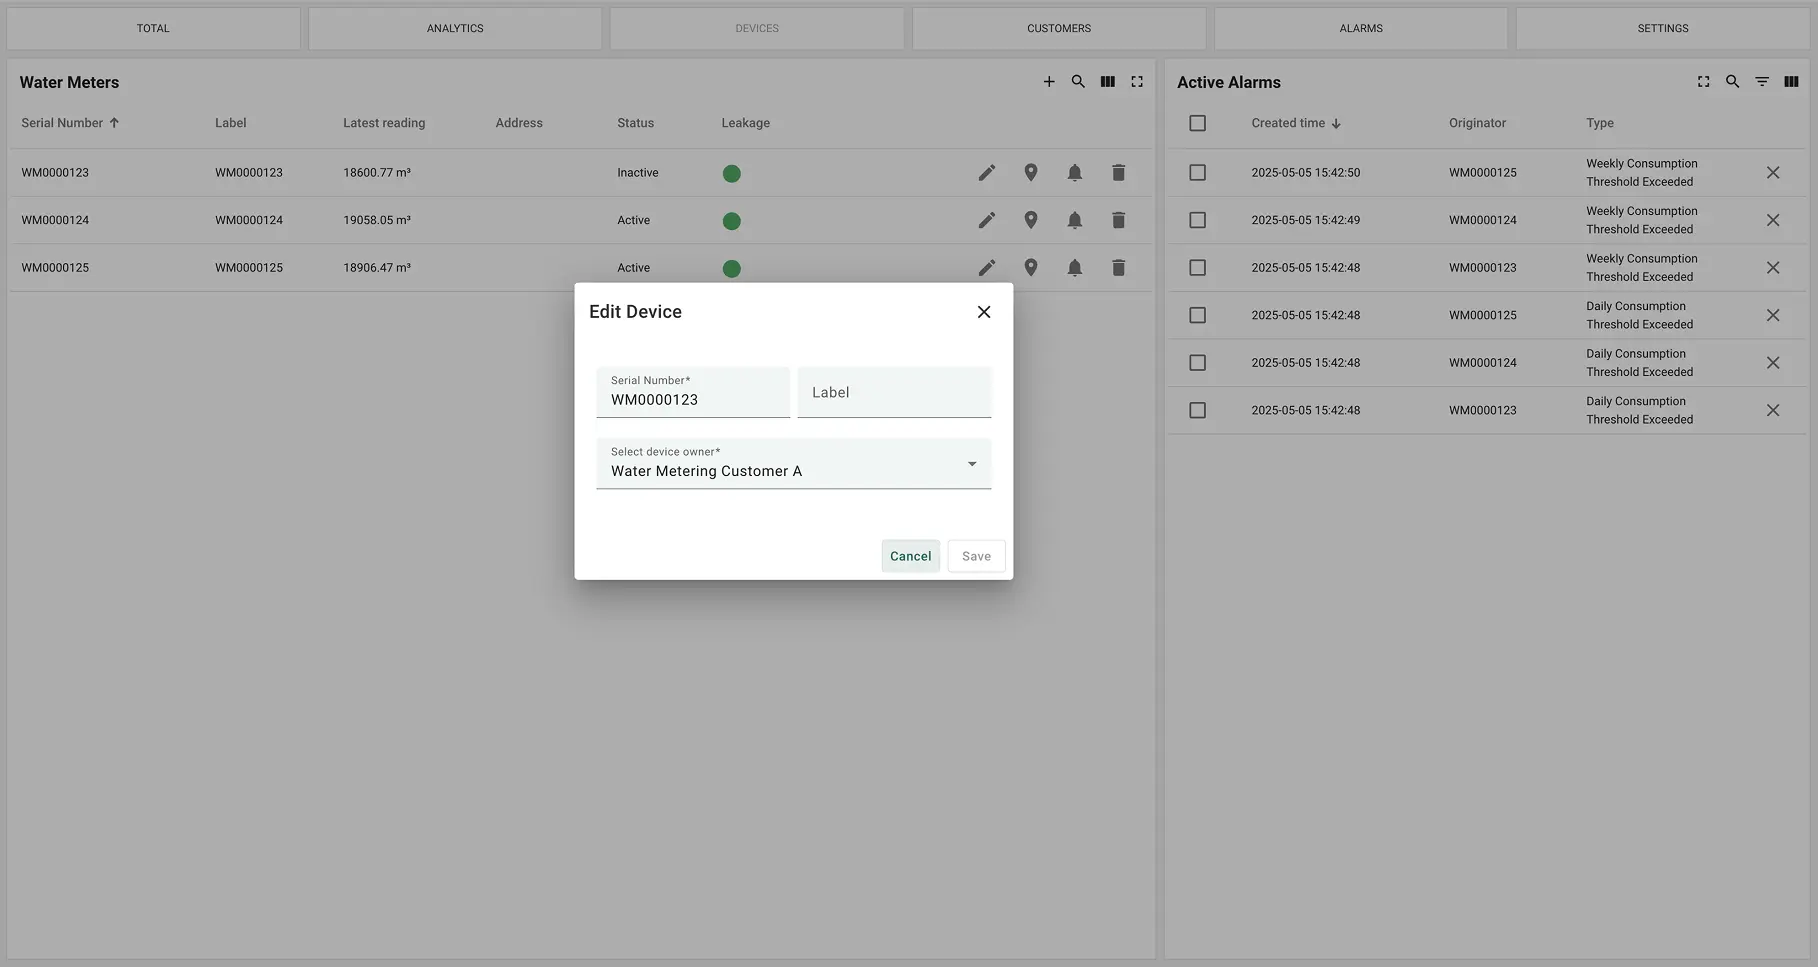 TOTAL
ANALYTICS
DEVICES
CUSTOMERS
ALARMS
SETTINGS
Water Meters
Serial Number Label Latest reading Address Status Leakage
WM0000123 WM0000123 18600.77 m³ Inactive
WM0000124 WM0000124 19058.05 m³ Active
WM0000125 WM0000125 18906.47 m³ Active
Active Alarms
Created time Originator Type
2025-05-05 15:42:50 WM0000125 Weekly Consumption
Threshold Exceeded
2025-05-05 15:42:49 WM0000124 Weekly Consumption
Threshold Exceeded
2025-05-05 15:42:48 WM0000123 Weekly Consumption
Threshold Exceeded
2025-05-05 15:42:48 WM0000125 Daily Consumption
Threshold Exceeded
2025-05-05 15:42:48 WM0000124 Daily Consumption
Threshold Exceeded
2025-05-05 15:42:48 WM0000123 Daily Consumption
Threshold Exceeded
Edit Device
Serial Number*
WM0000123
Label
Select device owner*
Water Metering Customer A
Cancel
Save